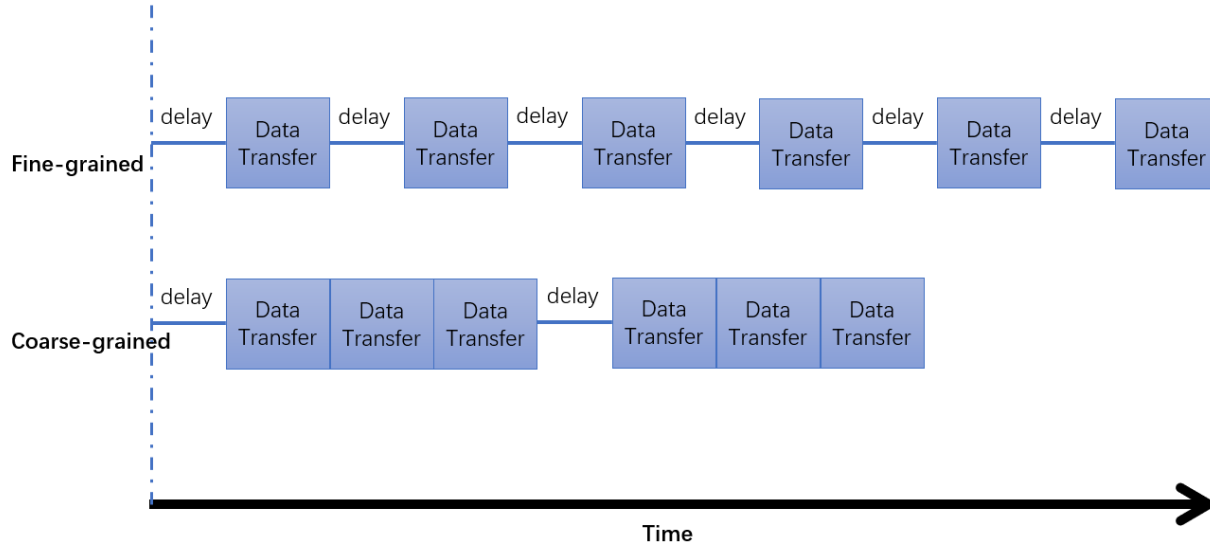 delay
delay
delay
delay
delay
delay
Data
Transfer
Data
Transfer
Data
Transfer
Data
Transfer
Data
Transfer
Data
Transfer
Fine-grained
delay
delay
Data
Transfer
Data
Transfer
Data
Transfer
Data
Transfer
Data
Transfer
Data
Transfer
Coarse-grained
Time